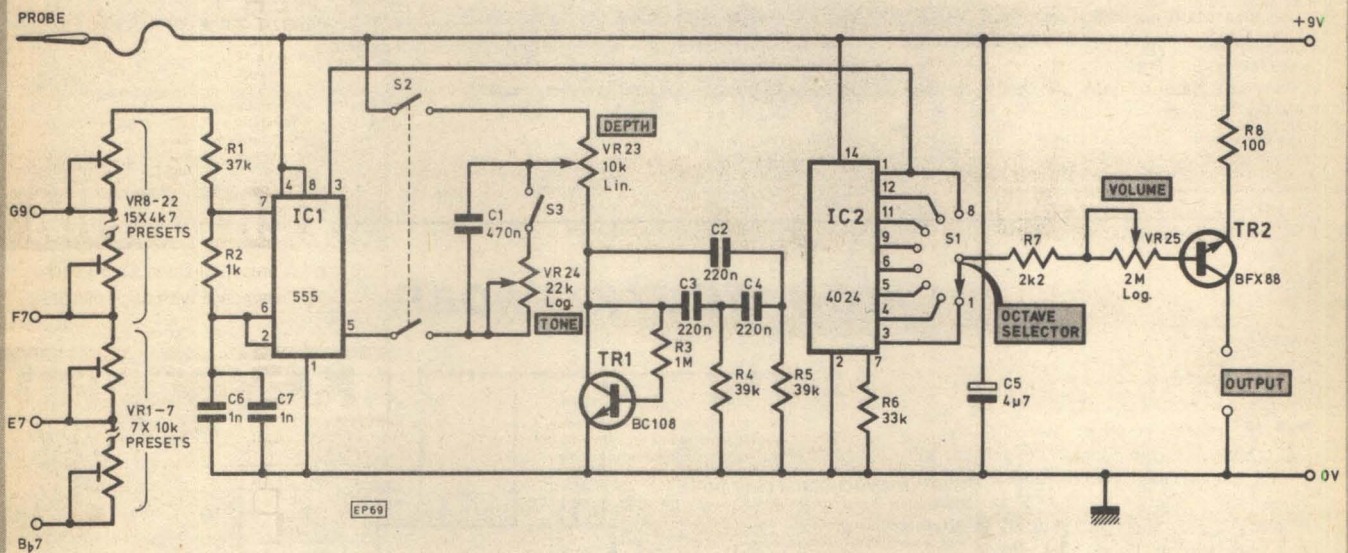 PROBE
+9V
S2
DEPTH
VR23
10k
Lin.
R1
37k
VR8-22
15X4k7
PRESETS
G9
4 8 3
7
IC1
R2
1k
555
6
2
5
1
C1
470n
S3
VR24
22k
Log
TONE
C2
220n
C3
220n
C4
220n
R3
1M
TR1
BC108
R4
39k
R5
39k
F7
VR1-7
7X10k
PRESETS
E7
C6
1n
C7
1n
B♭7
EP69
14
IC2
4024
1
12
11
9
6
5
4
3
2
7
8
S1
1
OCTAVE
SELECTOR
R6
33k
C5
4µ7
R7
2k2
VOLUME
VR25
2M
Log.
R8
100
TR2
BFX88
OUTPUT
0V